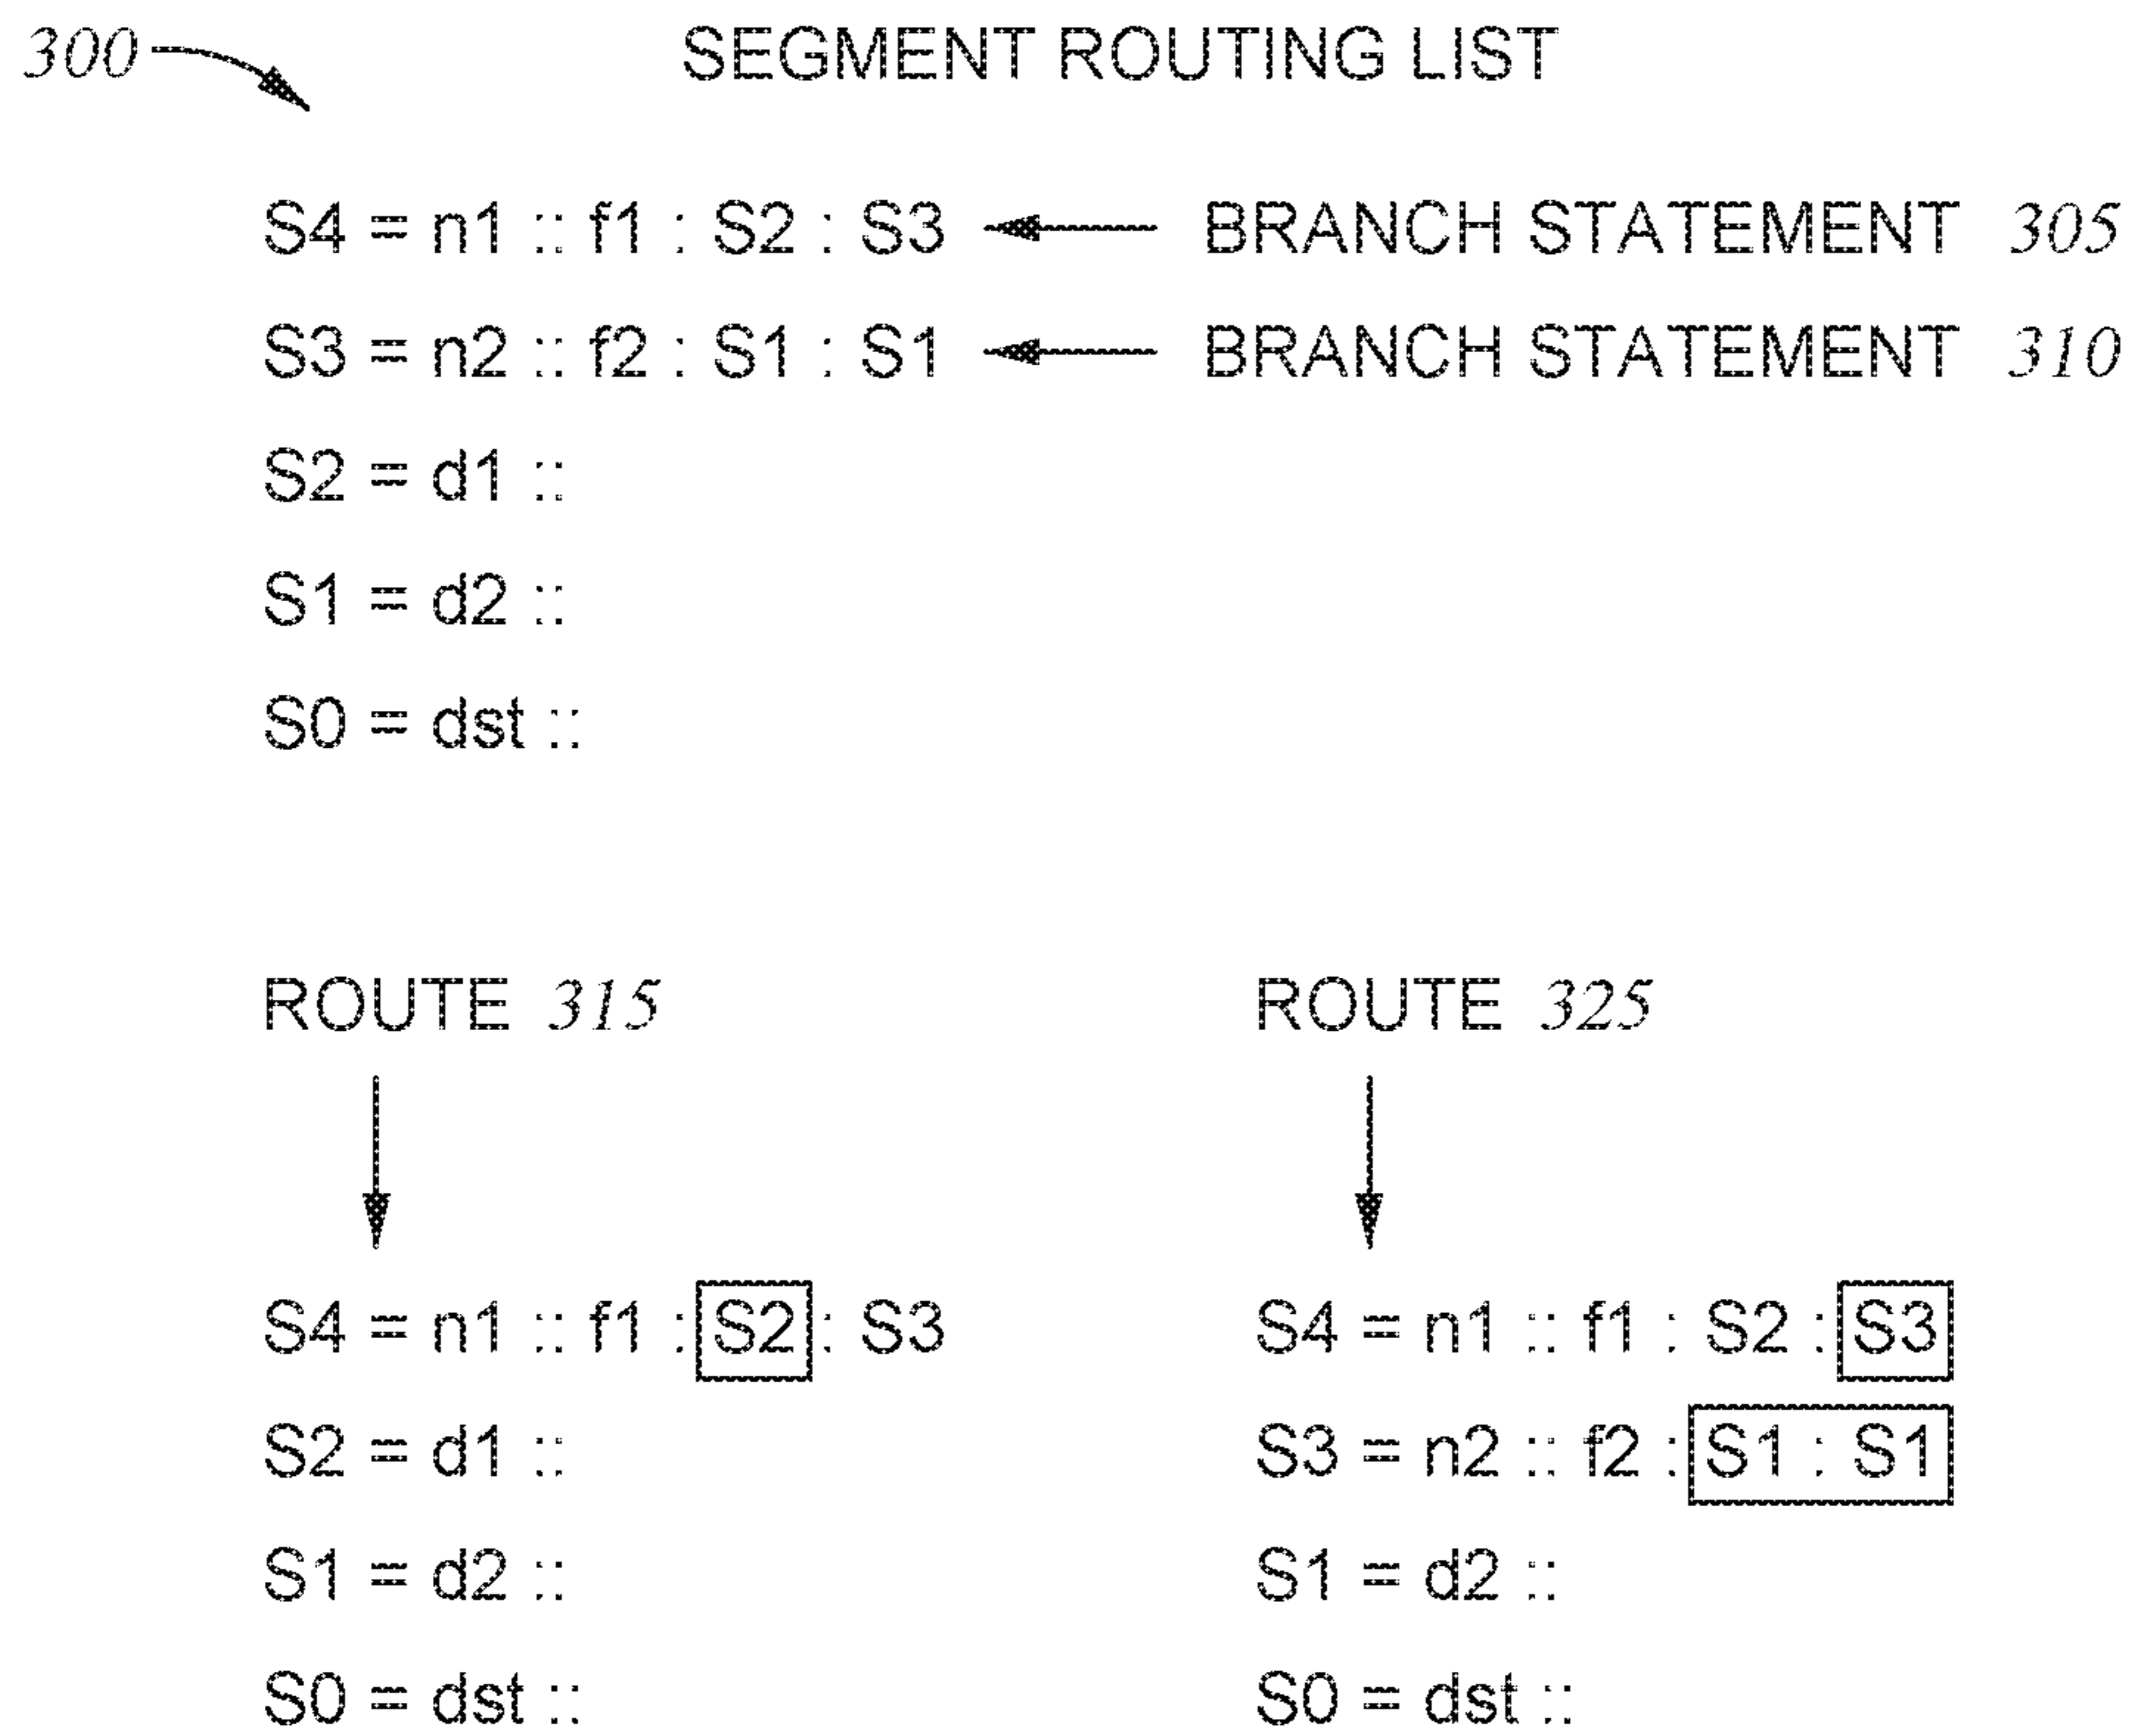 300 SEGMENT ROUTING LIST
S4 = n1 :: f1 : S2 : S3 BRANCH STATEMENT 305
S3 = n2 :: f2 : S1 : S1 BRANCH STATEMENT 310
S2 = d1 ::
S1 = d2 ::
S0 = dst ::
ROUTE 315
S4 = n1 :: f1 : S2 : S3
S2 = d1 ::
S1 = d2 ::
S0 = dst ::
ROUTE 325
S4 = n1 :: f1 : S2 : S3
S3 = n2 :: f2 : S1 : S1
S1 = d2 ::
S0 = dst ::